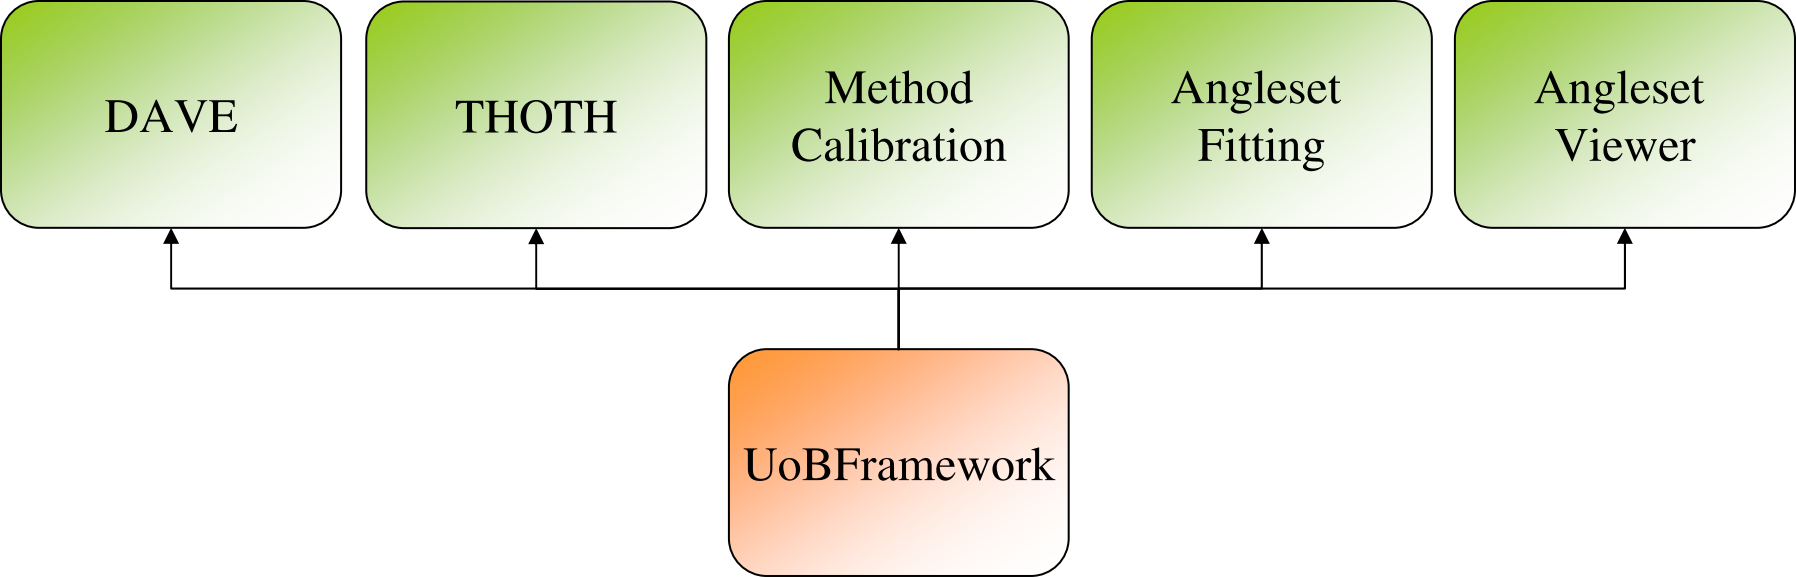 DAVE
THOTH
Method
Calibration
Angleset
Fitting
Angleset
Viewer
UoBFramework